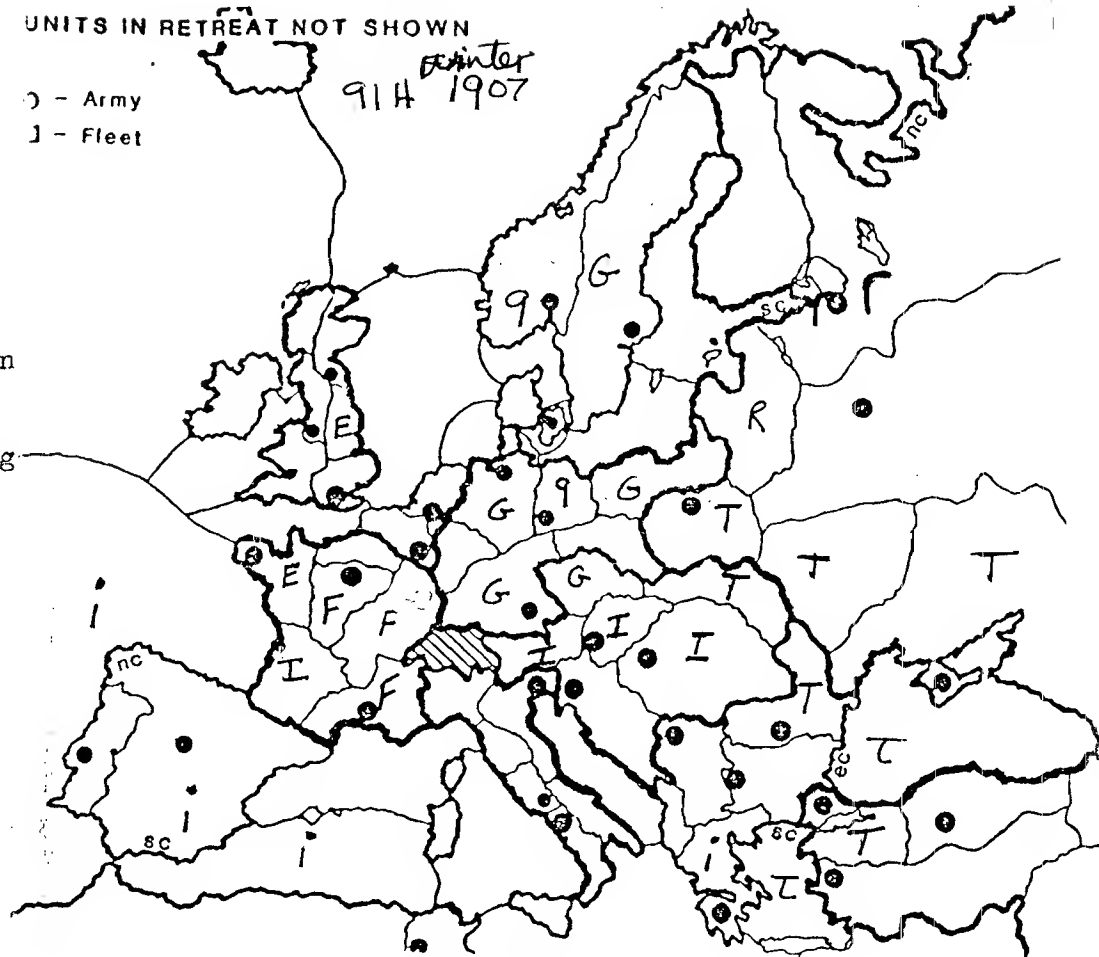 UNITS IN RETREAT NOT SHOWN
winter
91H 1907
) - Army
] - Fleet
nc
G
g
sc
n
E
R
g
G
g
G
T
T
T
E
G
G
T
F
F
I
I
I
i
nc
I
F
T
T
ec
i
sc
i
sc
T
i
T